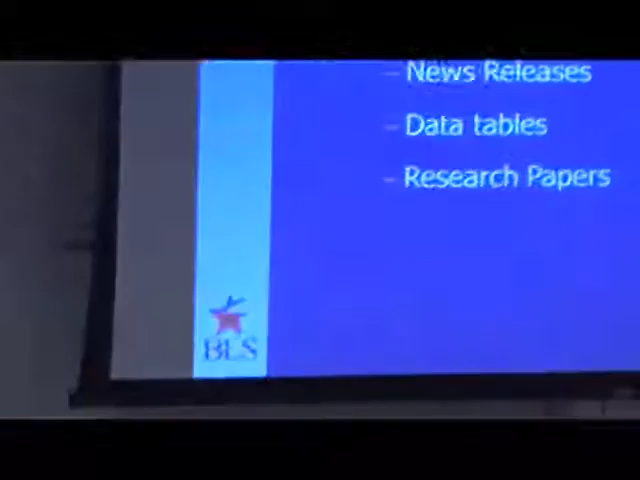 – News Releases
– Data tables
– Research Papers
BLS